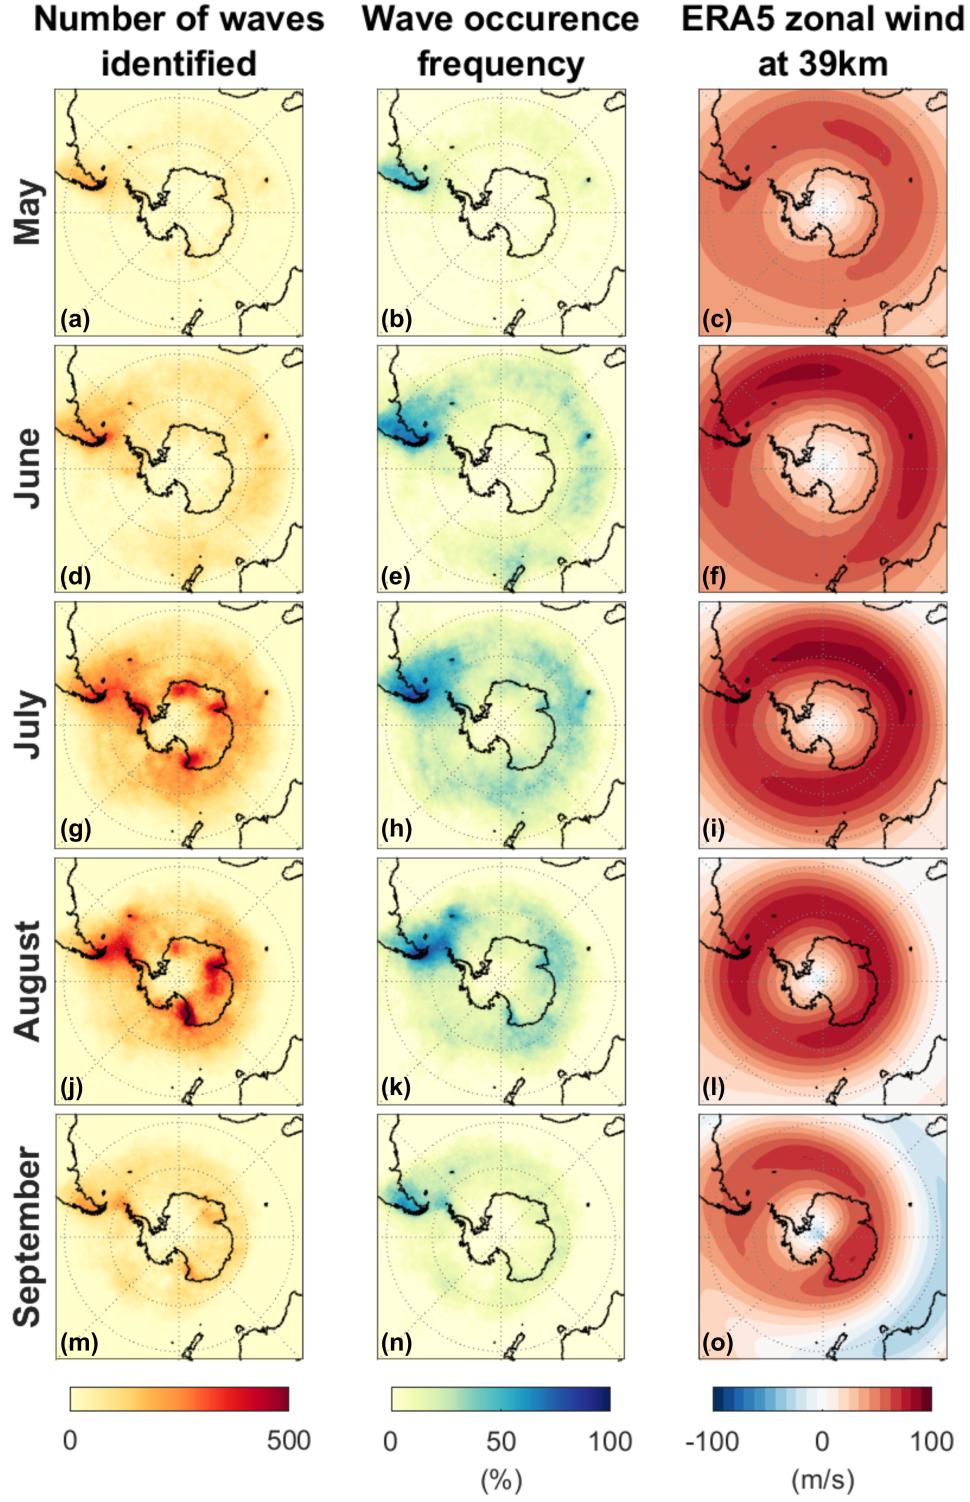 Number of waves identified
Wave occurence frequency
ERA5 zonal wind at 39km
May
(a)
(b)
(c)
June
(d)
(e)
(f)
July
(g)
(h)
(i)
August
(j)
(k)
(l)
September
(m)
(n)
(o)
0 500
0 50 100
(%)
-100 0 100
(m/s)